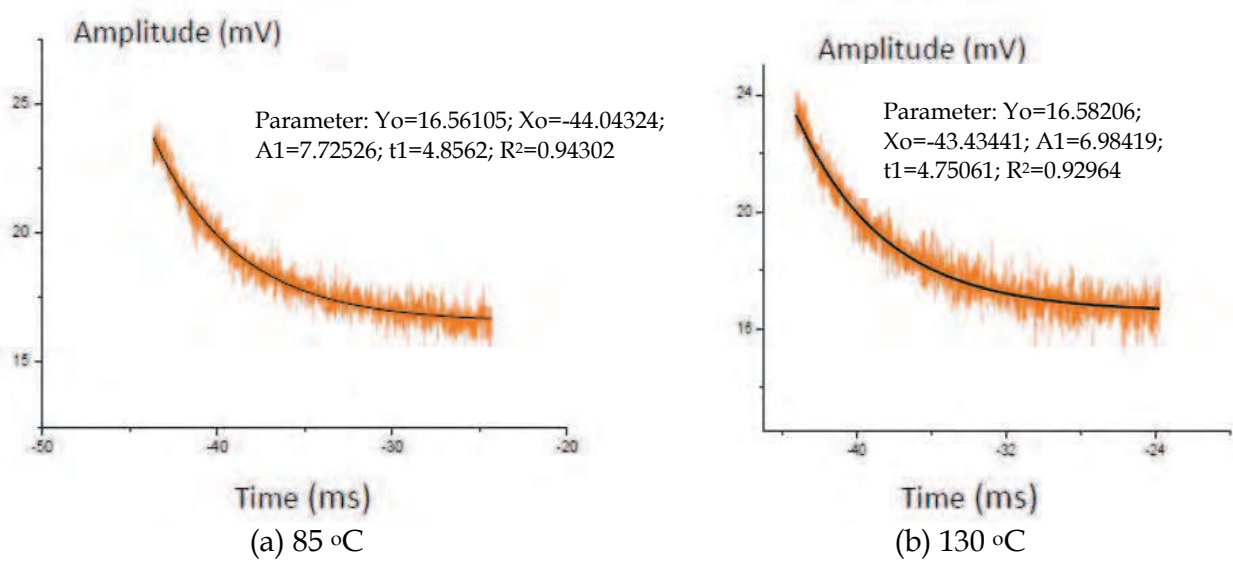 Amplitude (mV)
25
20
15
-50
-40
-30
-20
Parameter: Yo=16.56105; Xo=-44.04324;
A1=7.72526; t1=4.8562; R²=0.94302
Time (ms)
(a) 85 ºC
Amplitude (mV)
24
20
16
-40
-32
-24
Parameter: Yo=16.58206;
Xo=-43.43441; A1=6.98419;
t1=4.75061; R²=0.92964
Time (ms)
(b) 130 ºC